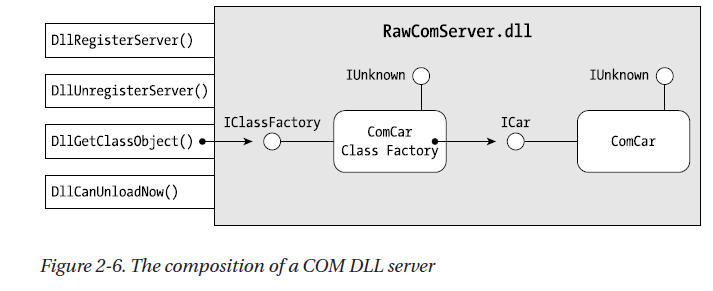 RawComServer.dll
DllRegisterServer()
DllUnregisterServer()
DllGetClassObject()
DllCanUnloadNow()
IClassFactory
IUnknown
ComCar
Class Factory
ICar
IUnknown
ComCar
Figure 2-6. The composition of a COM DLL server